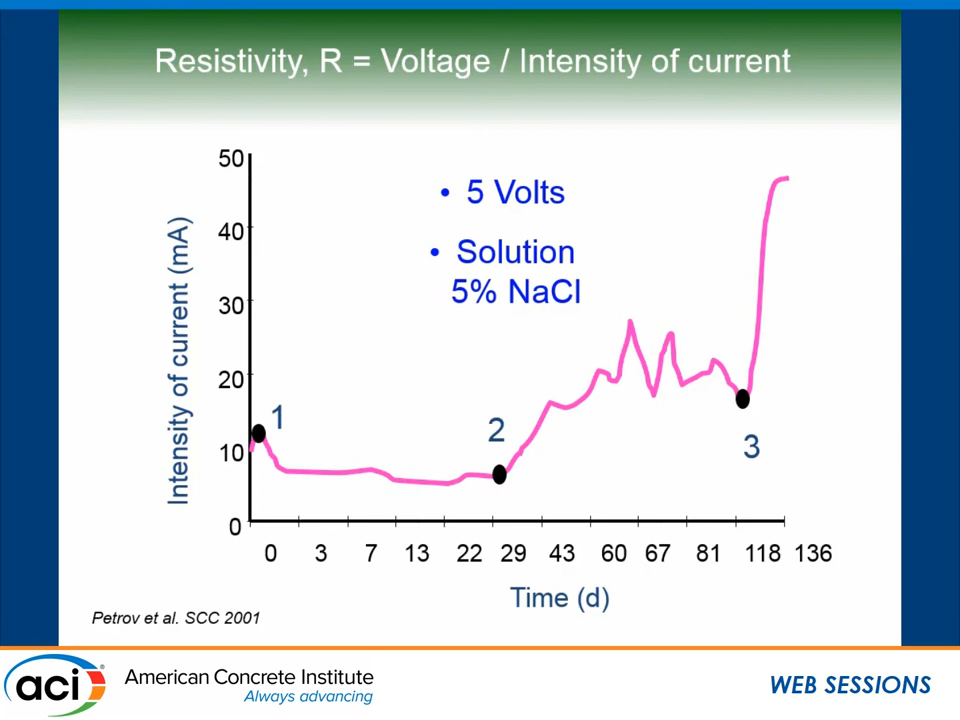 Resistivity, R = Voltage / Intensity of current
50
40
30
20
10
0
Intensity of current (mA)
• 5 Volts
• Solution
5% NaCl
1
2
3
0 3 7 13 22 29 43 60 67 81 118 136
Time (d)
Petrov et al. SCC 2001
aci®
American Concrete Institute
Always advancing
WEB SESSIONS